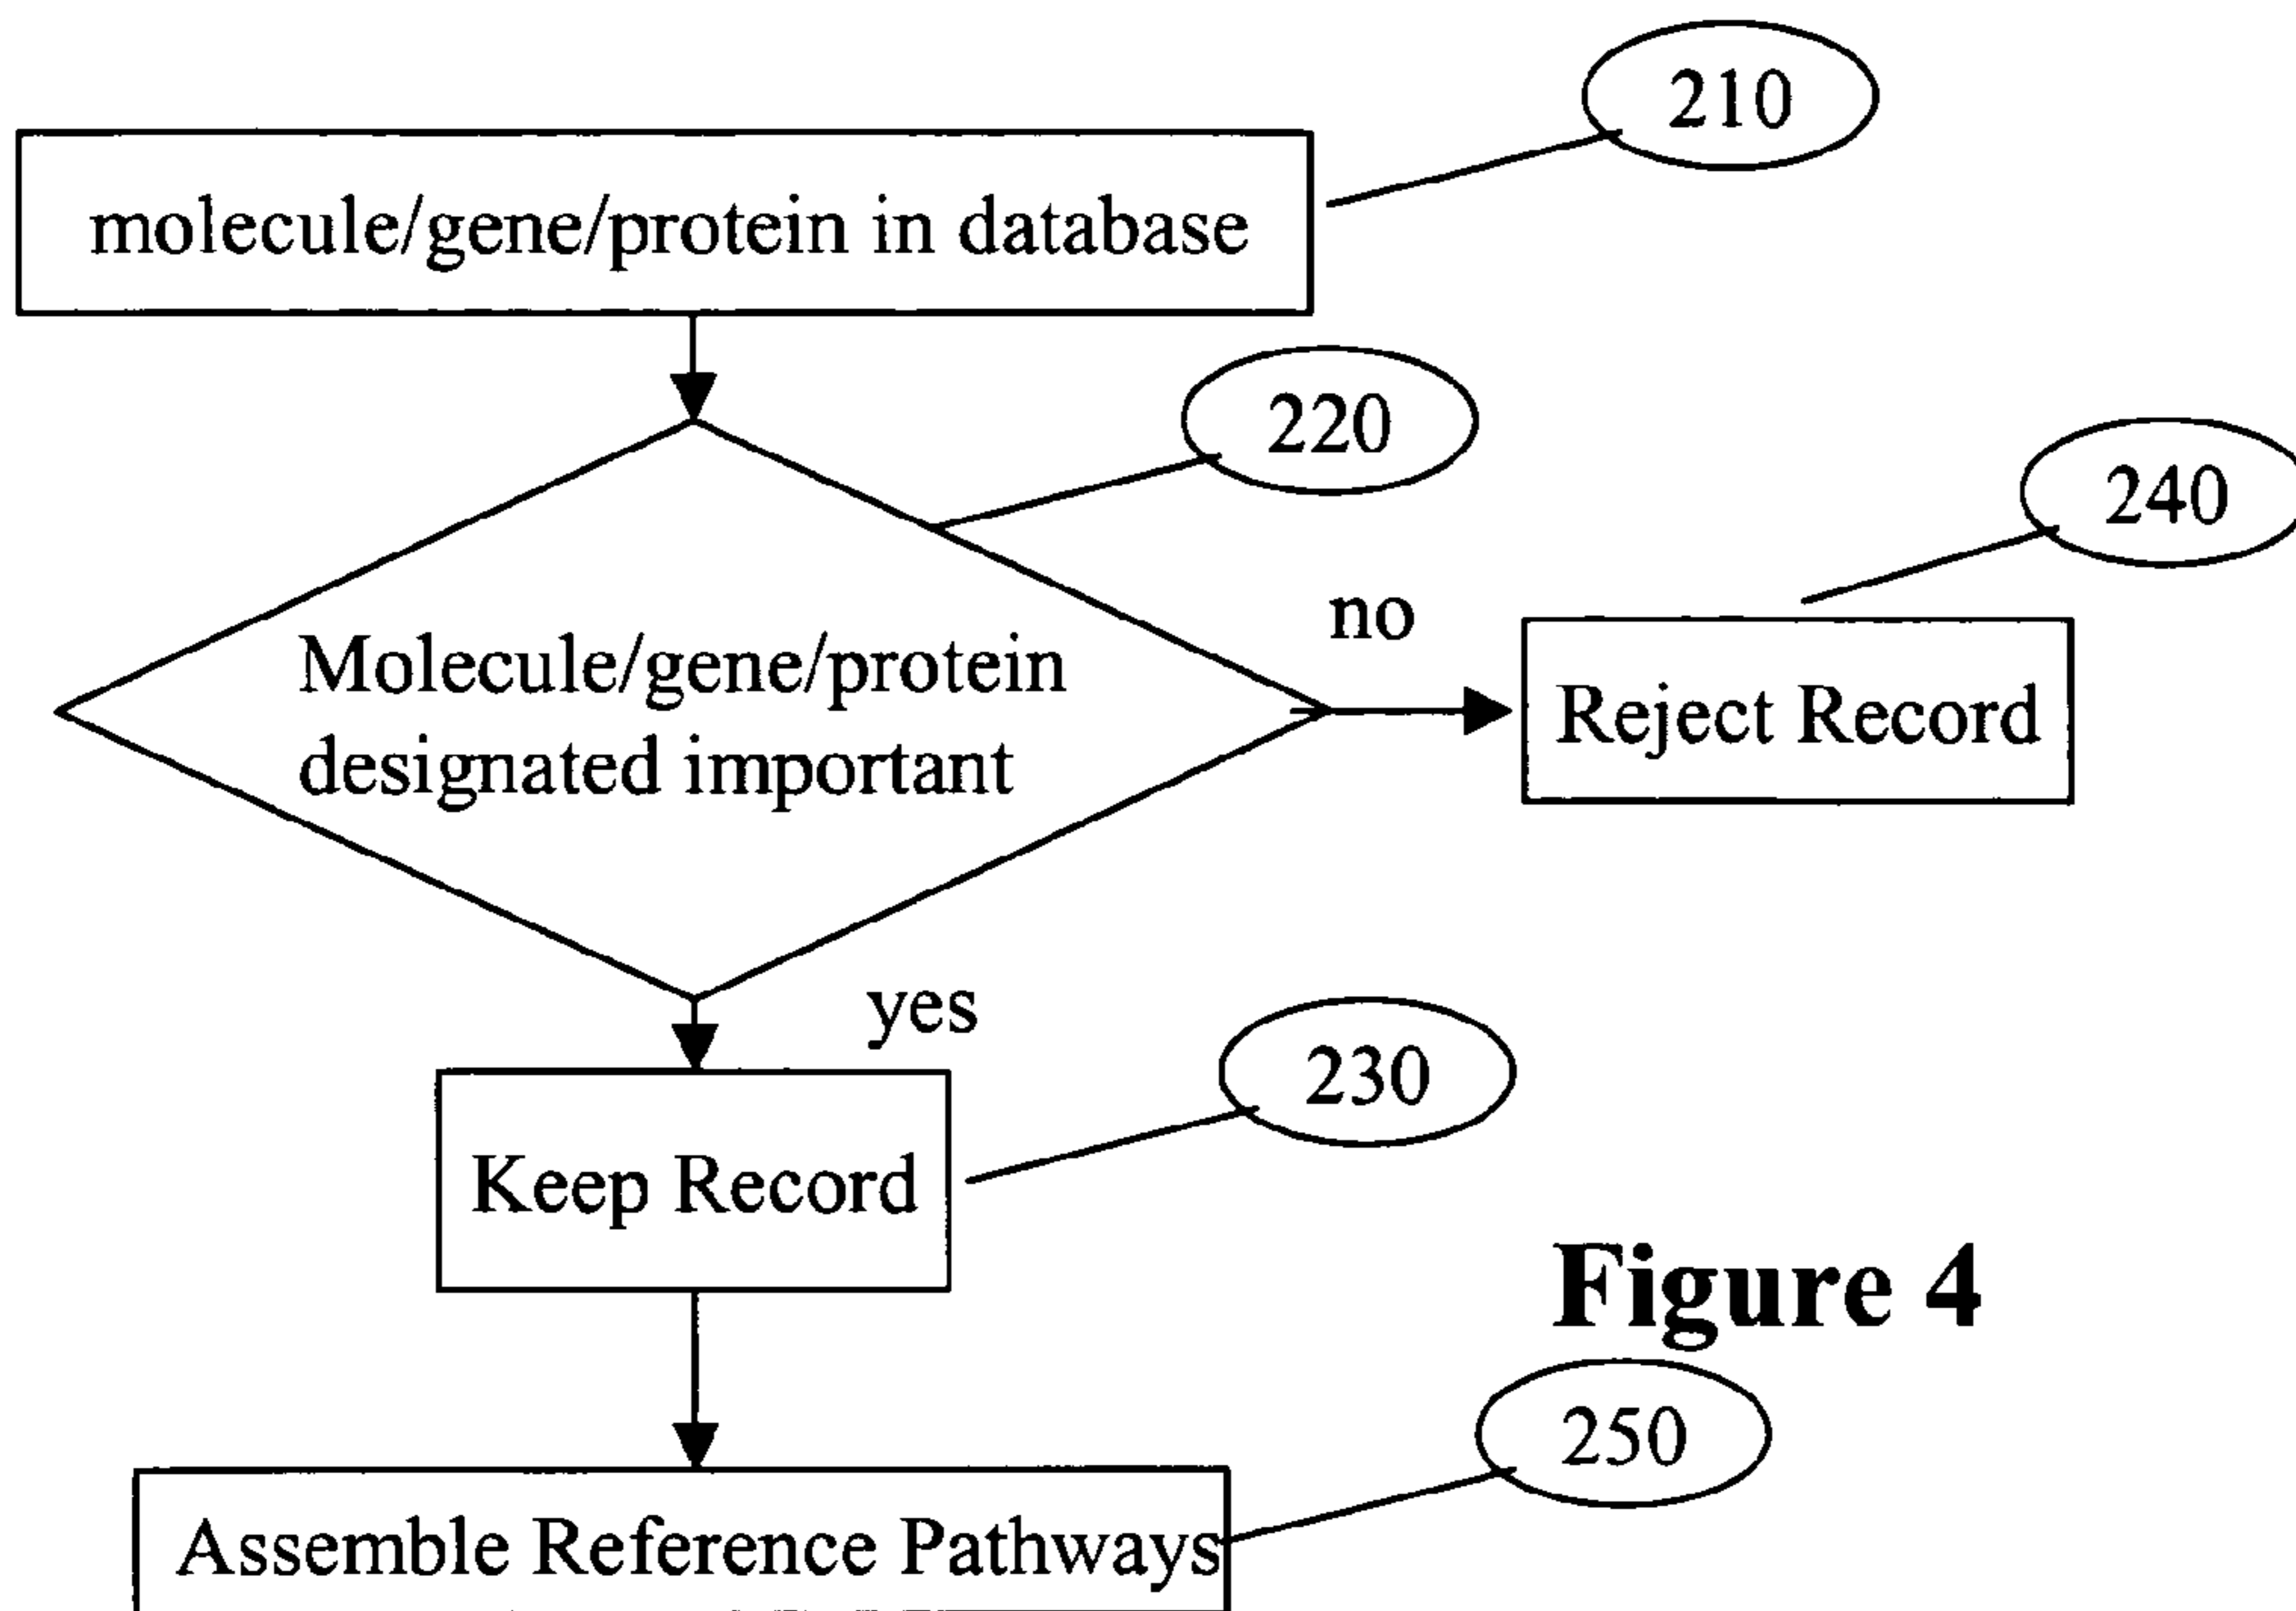 210
molecule/gene/protein in database
220
240
no
Molecule/gene/protein
designated important
Reject Record
yes
230
Keep Record
Figure 4
250
Assemble Reference Pathways